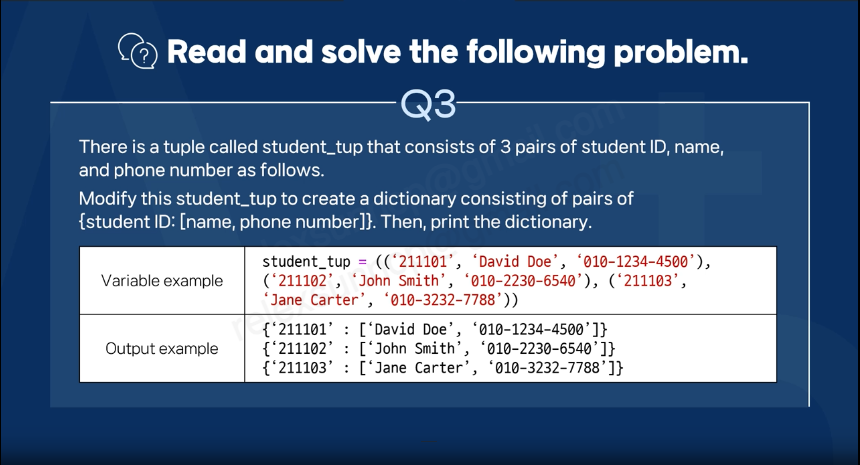 Read and solve the following problem.
Q3
There is a tuple called student_tup that consists of 3 pairs of student ID, name,
and phone number as follows.
Modify this student_tup to create a dictionary consisting of pairs of
{student ID: [name, phone number]}. Then, print the dictionary.
Variable example
student_tup = ((‘211101’, ‘David Doe’, ‘010-1234-4500’),
(‘211102’, ‘John Smith’, ‘010-2230-6540’), (‘211103’,
‘Jane Carter’, ‘010-3232-7788’))
Output example
{‘211101’ : [‘David Doe’, ‘010-1234-4500’]}
{‘211102’ : [‘John Smith’, ‘010-2230-6540’]}
{‘211103’ : [‘Jane Carter’, ‘010-3232-7788’]}